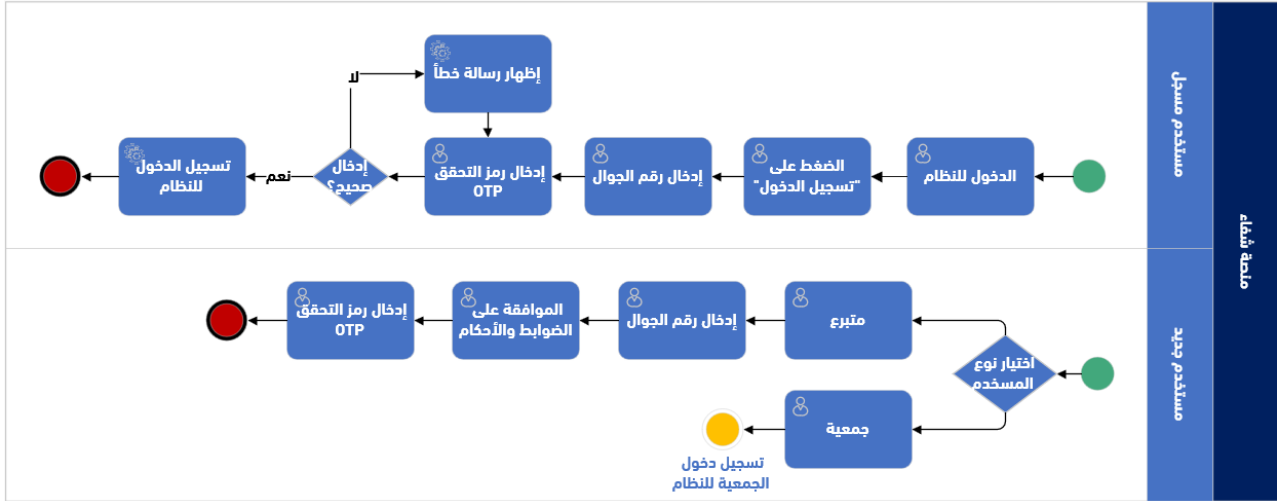 منصة شفاء
مستخدم مسجل
الدخول للنظام
الضغط على
"تسجيل الدخول"
إدخال رقم الجوال
إدخال رمز التحقق
OTP
إدخال
صحيح؟
لا
إظهار رسالة خطأ
نعم
تسجيل الدخول
للنظام
مستخدم جديد
اختيار نوع
المسخدم
متبرع
إدخال رقم الجوال
الموافقة على
الضوابط والأحكام
إدخال رمز التحقق
OTP
جمعية
تسجيل دخول
الجمعية للنظام